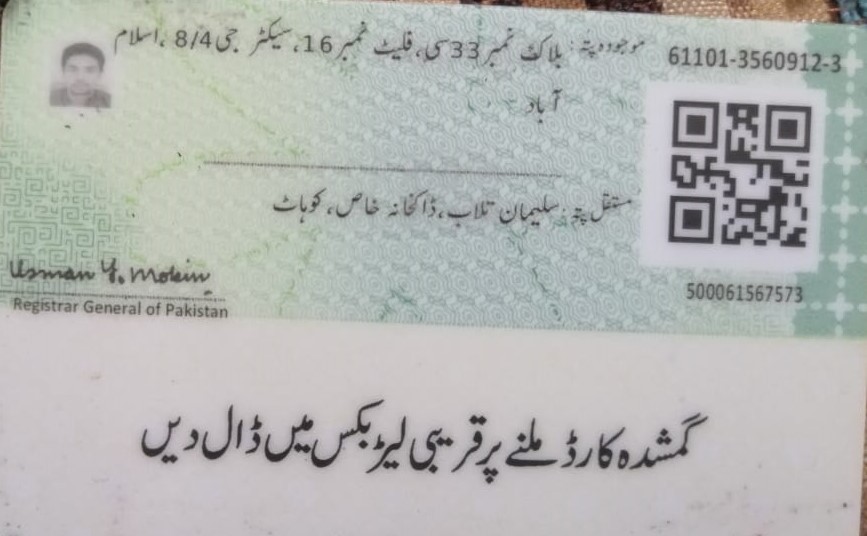 موجودہ پتہ: بلاک نمبر 33 سی، فلیٹ نمبر 16، سیکٹر جی 8/4، اسلام
آباد
61101-3560912-3
مستقل پتہ: سلیمان تلاب، ڈاکخانہ خاص، کوہاٹ
500061567573
Usman Y. Mobin
Registrar General of Pakistan
گمشدہ کارڈ ملنے پر قریبی لیٹر بکس میں ڈال دیں